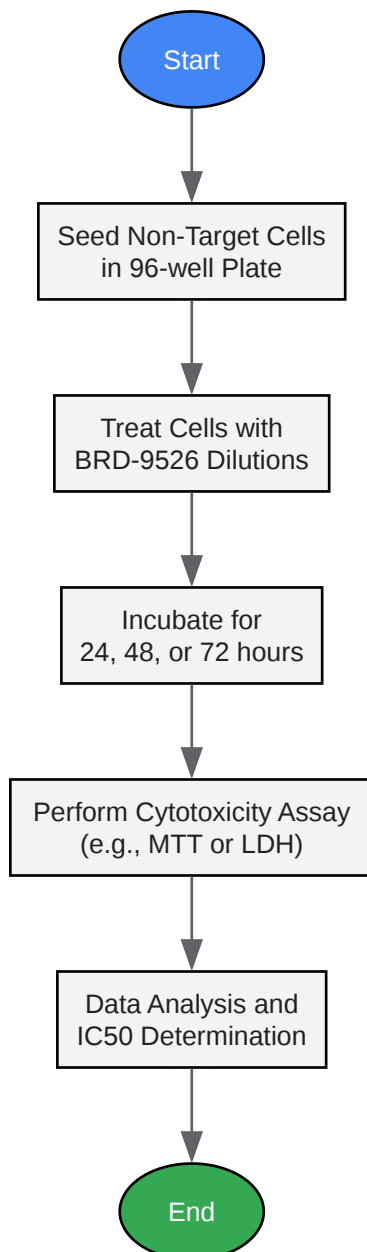 Start
Seed Non-Target Cells
in 96-well Plate
Treat Cells with
BRD-9526 Dilutions
Incubate for
24, 48, or 72 hours
Perform Cytotoxicity Assay
(e.g., MTT or LDH)
Data Analysis and
IC50 Determination
End